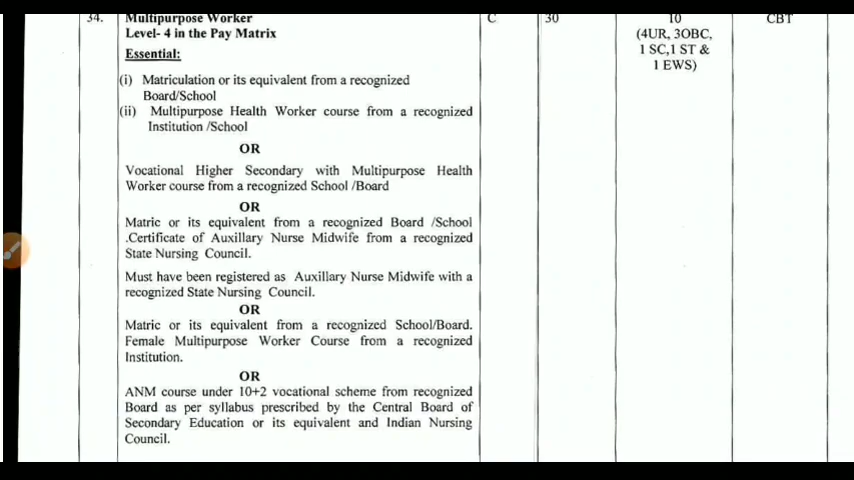 34.
Multipurpose Worker
C
30
10
CBT
Level- 4 in the Pay Matrix
(4UR, 3OBC,
Essential:
1 SC,1 ST &
1 EWS)
(i) Matriculation or its equivalent from a recognized
Board/School
(ii) Multipurpose Health Worker course from a recognized
Institution /School
OR
Vocational Higher Secondary with Multipurpose Health
Worker course from a recognized School /Board
OR
Matric or its equivalent from a recognized Board /School
.Certificate of Auxillary Nurse Midwife from a recognized
State Nursing Council.
Must have been registered as Auxillary Nurse Midwife with a
recognized State Nursing Council.
OR
Matric or its equivalent from a recognized School/Board.
Female Multipurpose Worker Course from a recognized
Institution.
OR
ANM course under 10+2 vocational scheme from recognized
Board as per syllabus prescribed by the Central Board of
Secondary Education or its equivalent and Indian Nursing
Council.